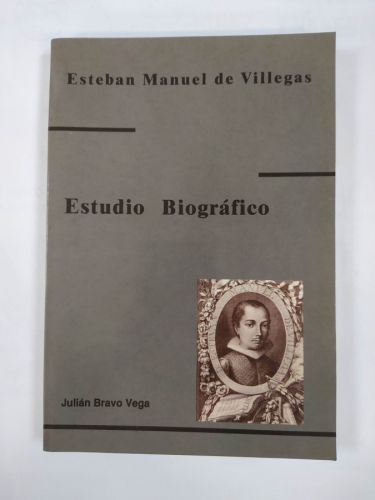 Esteban Manuel de Villegas
Estudio Biográfico
Julián Bravo Vega